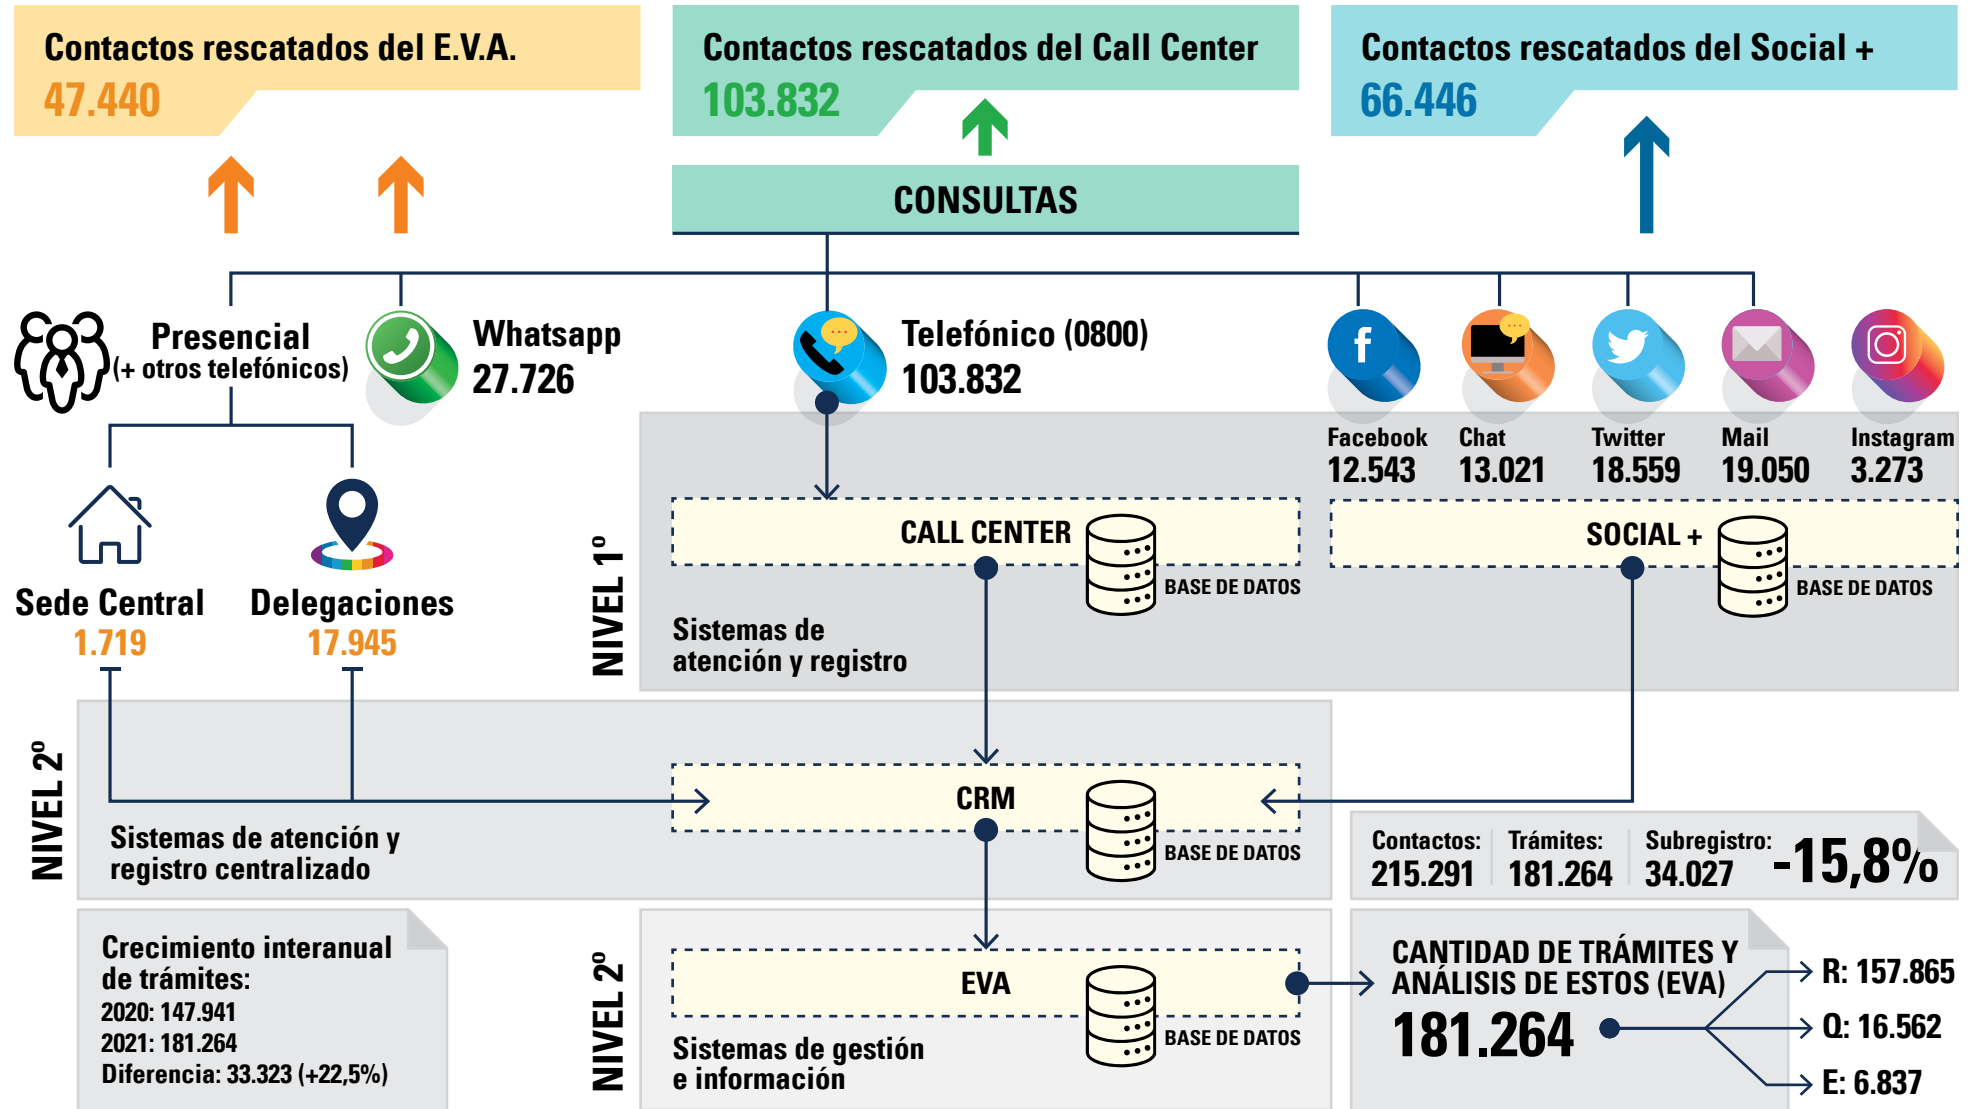 Contactos rescatados del E.V.A.
47.440
Contactos rescatados del Call Center
103.832
Contactos rescatados del Social +
66.446
CONSULTAS
Presencial
(+ otros telefónicos)
Whatsapp
27.726
Telefónico (0800)
103.832
Facebook
12.543
Chat
13.021
Twitter
18.559
Mail
19.050
Instagram
3.273
Sede Central
1.719
Delegaciones
17.945
NIVEL 1º
CALL CENTER
BASE DE DATOS
SOCIAL +
BASE DE DATOS
Sistemas de
atención y registro
NIVEL 2º
CRM
BASE DE DATOS
Sistemas de atención y
registro centralizado
Contactos:
215.291
Trámites:
181.264
Subregistro:
34.027
-15,8%
Crecimiento interanual
de trámites:
2020: 147.941
2021: 181.264
Diferencia: 33.323 (+22,5%)
NIVEL 2º
EVA
BASE DE DATOS
Sistemas de gestión
e información
CANTIDAD DE TRÁMITES Y
ANÁLISIS DE ESTOS (EVA)
181.264
R: 157.865
Q: 16.562
E: 6.837